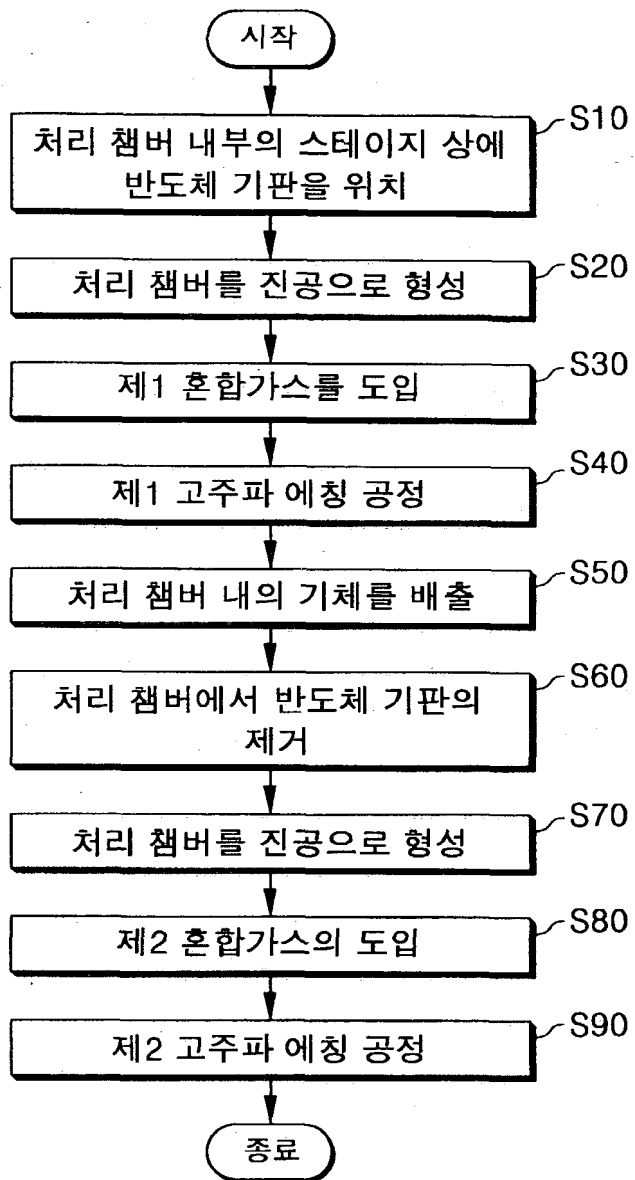 시작
S10
처리 챔버 내부의 스테이지 상에
반도체 기판을 위치
S20
처리 챔버를 진공으로 형성
S30
제1 혼합가스를 도입
S40
제1 고주파 에칭 공정
S50
처리 챔버 내의 기체를 배출
S60
처리 챔버에서 반도체 기판의
제거
S70
처리 챔버를 진공으로 형성
S80
제2 혼합가스의 도입
S90
제2 고주파 에칭 공정
종료